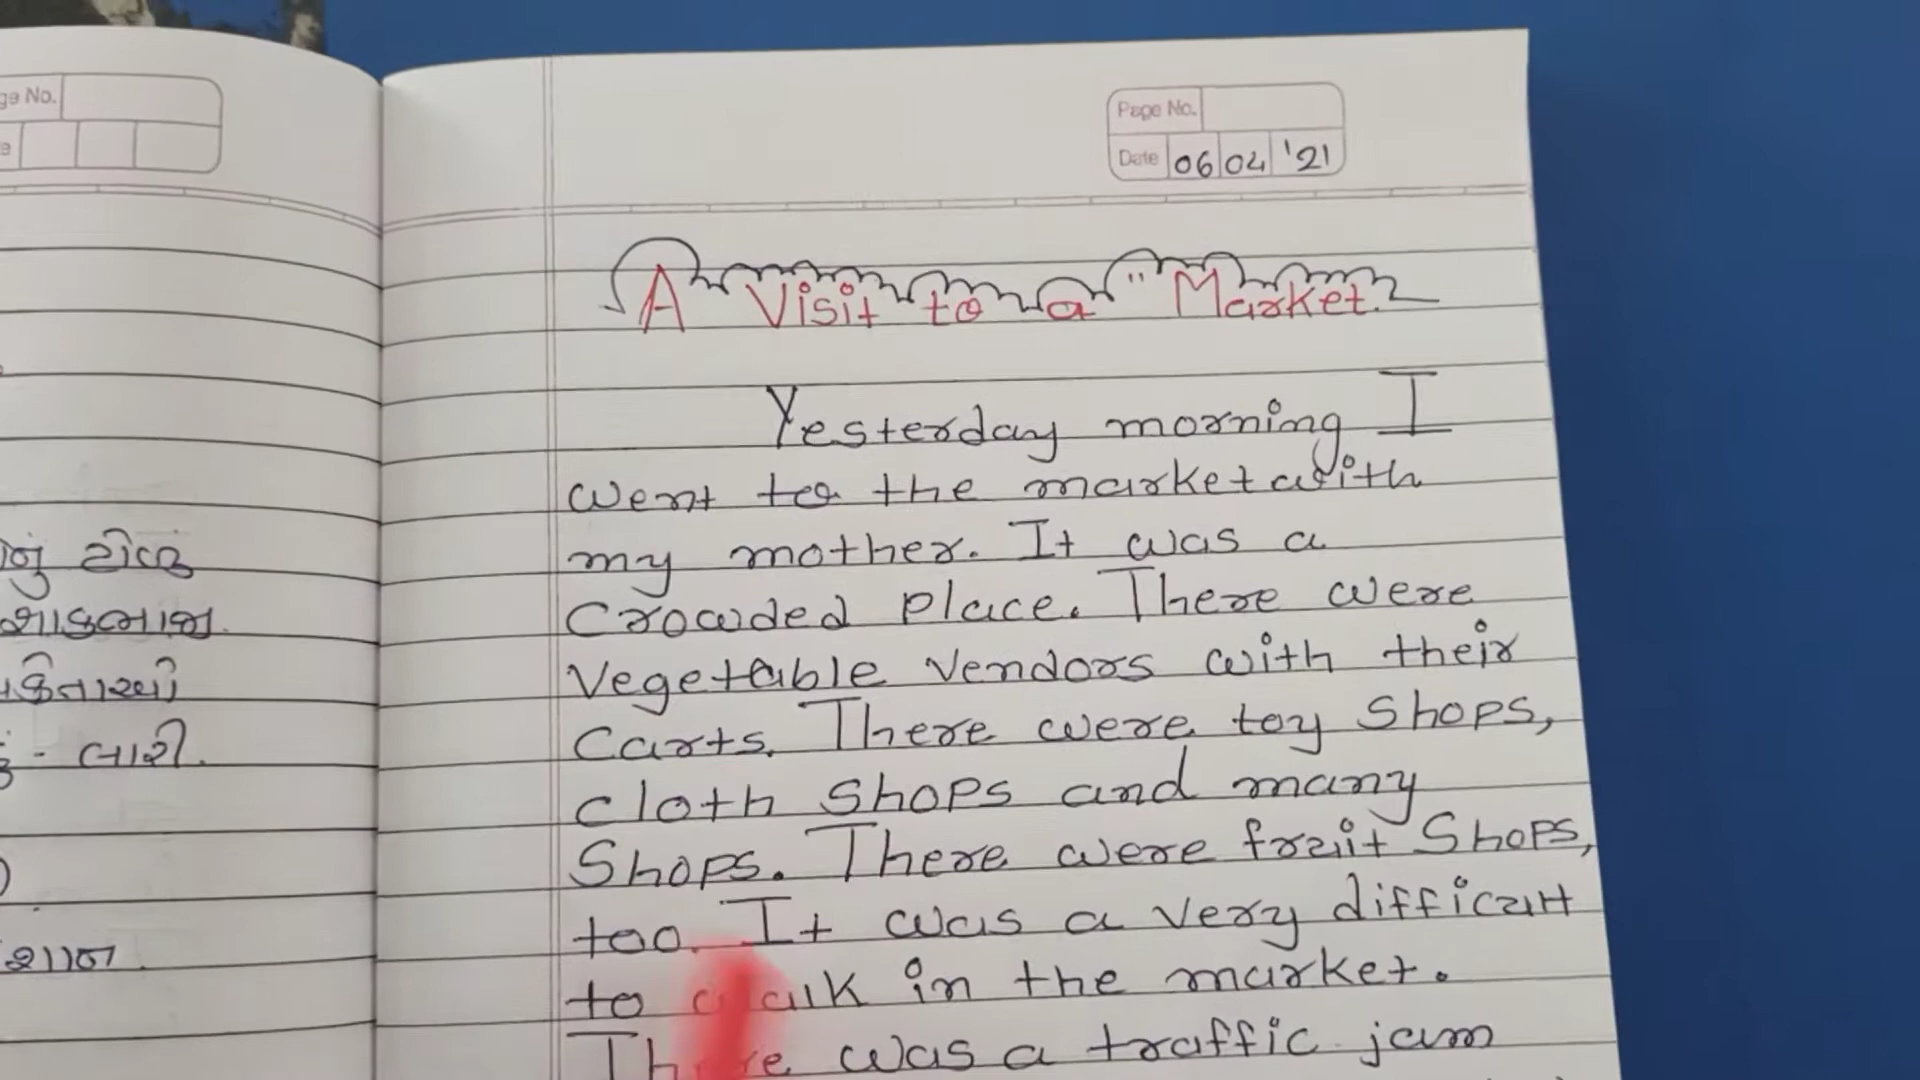 Page No.
Date 06 04 '21
A Visit to a "Market.
Yesterday morning I
went to the market with
my mother. It was a
Crowded Place. There were
Vegetable Vendors with their
Carts. There were toy Shops,
cloth Shops and many
Shops. There were fruit Shops,
too. It was a very difficult
to walk in the market.
There was a traffic jam
No.
- બારી.